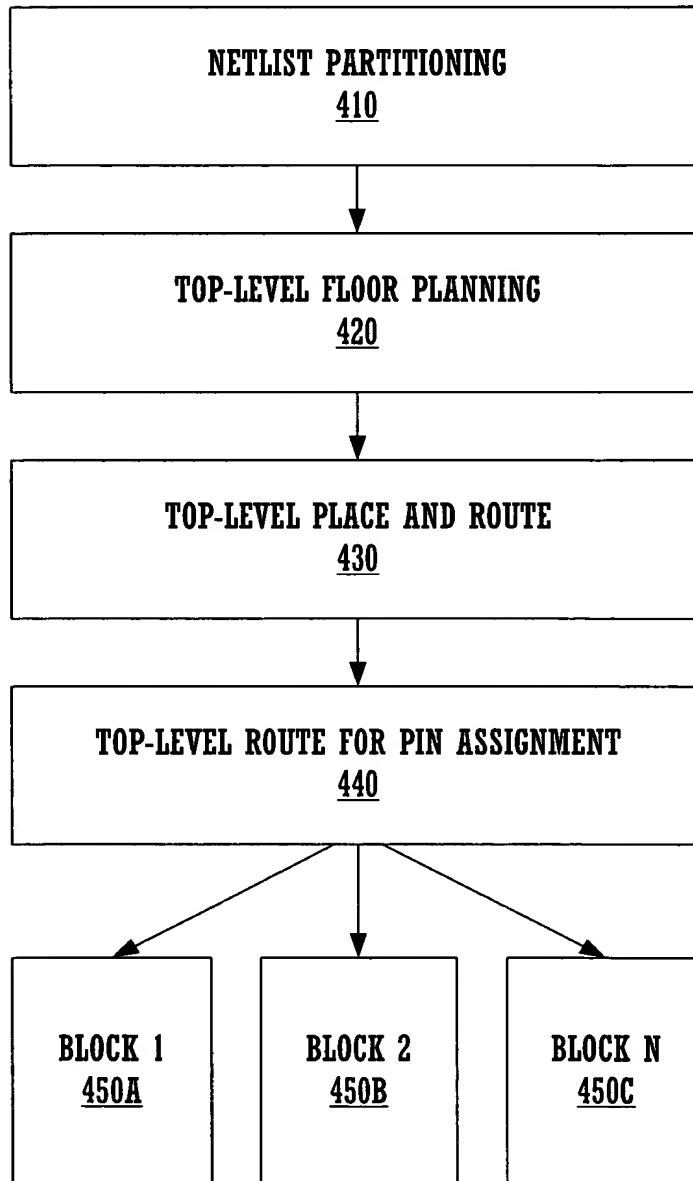 NETLIST PARTITIONING
410
TOP-LEVEL FLOOR PLANNING
420
TOP-LEVEL PLACE AND ROUTE
430
TOP-LEVEL ROUTE FOR PIN ASSIGNMENT
440
BLOCK 1
450A
BLOCK 2
450B
BLOCK N
450C